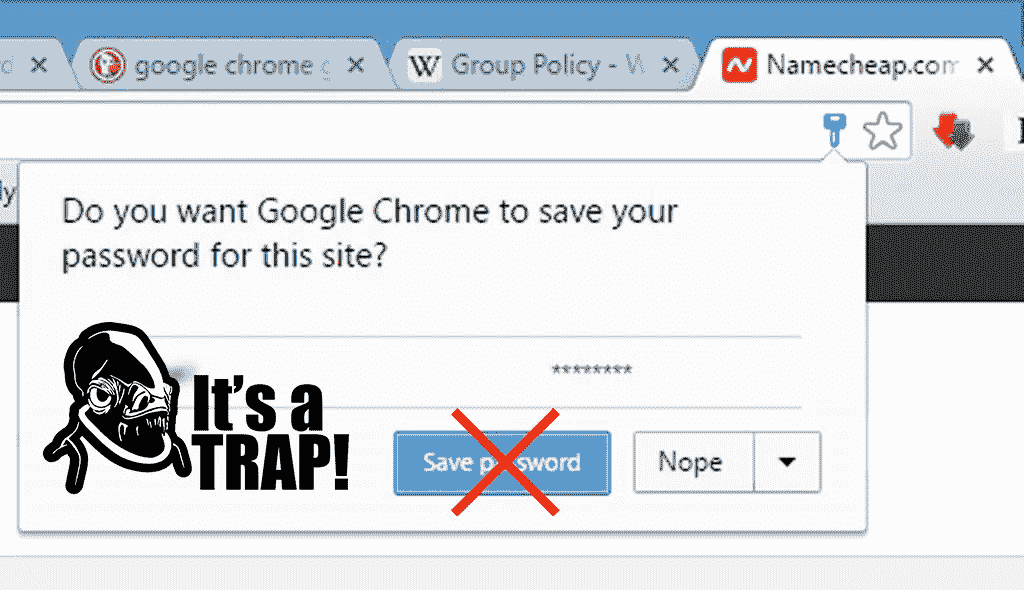 google chrome
Group Policy - W
Namecheap.com
ly
Do you want Google Chrome to save your
password for this site?
********
It's a
TRAP!
Save password
Nope